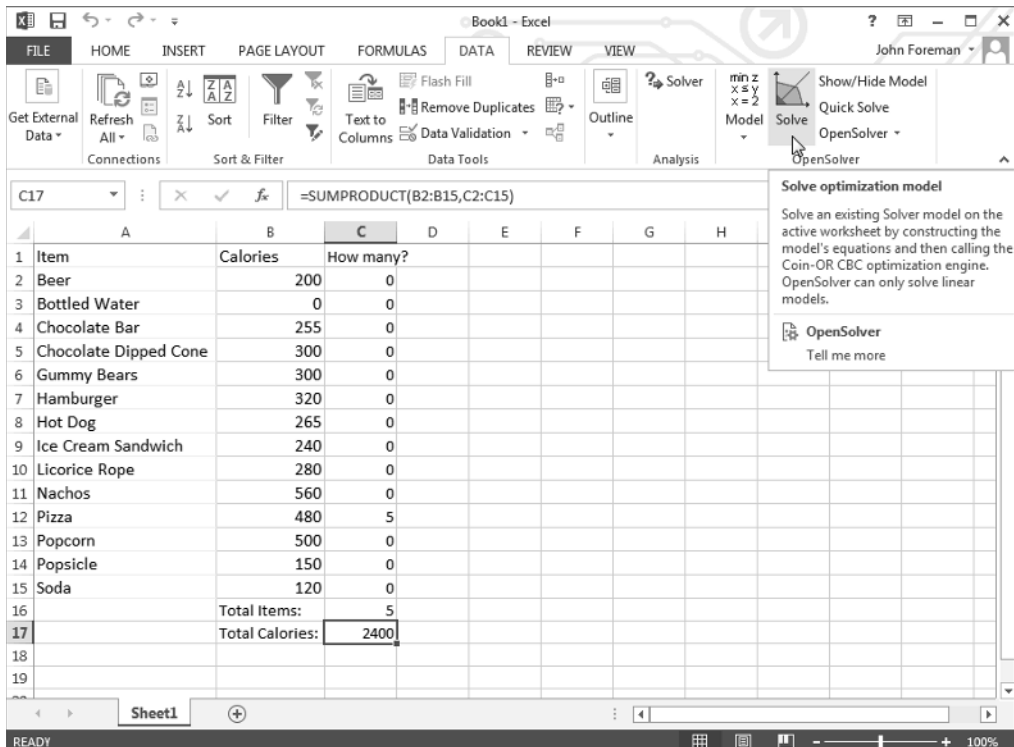 Book1 - Excel
?
FILE HOME INSERT PAGE LAYOUT FORMULAS DATA REVIEW VIEW John Foreman
Get External Data
Refresh All
Connections
Sort
Filter
Sort & Filter
Text to Columns
Flash Fill
Remove Duplicates
Data Validation
Data Tools
Outline
Solver
Analysis
min z
x ≤ y
x = 2
Model
Solve
Show/Hide Model
Quick Solve
OpenSolver
OpenSolver
C17 fx =SUMPRODUCT(B2:B15,C2:C15)
Solve optimization model
Solve an existing Solver model on the
active worksheet by constructing the
model's equations and then calling the
Coin-OR CBC optimization engine.
OpenSolver can only solve linear
models.
OpenSolver
Tell me more
A B C D E F G H
1 Item Calories How many?
2 Beer 200 0
3 Bottled Water 0 0
4 Chocolate Bar 255 0
5 Chocolate Dipped Cone 300 0
6 Gummy Bears 300 0
7 Hamburger 320 0
8 Hot Dog 265 0
9 Ice Cream Sandwich 240 0
10 Licorice Rope 280 0
11 Nachos 560 0
12 Pizza 480 5
13 Popcorn 500 0
14 Popsicle 150 0
15 Soda 120 0
16 Total Items: 5
17 Total Calories: 2400
18
19
Sheet1
READY 100%